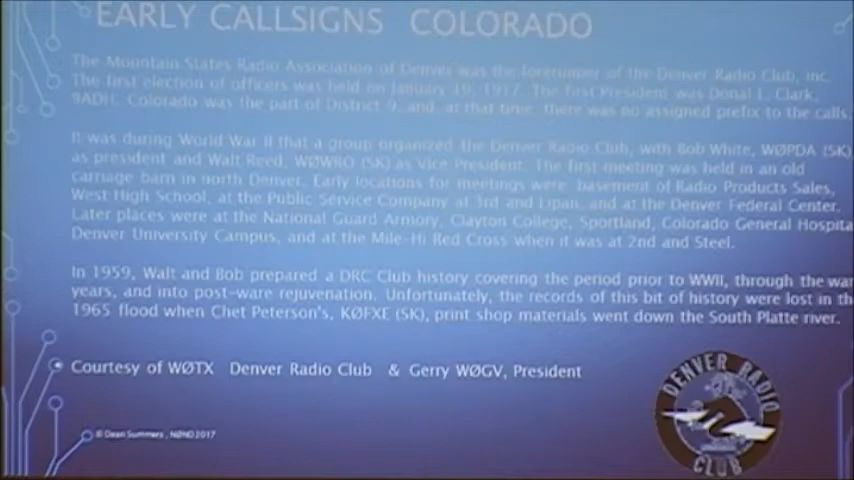 EARLY CALLSIGNS COLORADO
The Mountain States Radio Association of Denver was the forerunner of the Denver Radio Club, Inc.
The first election of officers was held on January 19, 1917. The first President was Donal L. Clark,
9ADH. Colorado was the part of District 9, and, at that time, there was no assigned prefix to the calls.
It was during World War II that a group organized the Denver Radio Club, with Bob White, WØPDA (SK)
as president and Walt Reed, WØWRO (SK) as Vice President. The first meeting was held in an old
carriage barn in north Denver. Early locations for meetings were: basement of Radio Products Sales,
West High School, at the Public Service Company at 3rd and Lipan, and at the Denver Federal Center.
Later places were at the National Guard Armory, Clayton College, Sportland, Colorado General Hospita
Denver University Campus, and at the Mile-Hi Red Cross when it was at 2nd and Steel.
In 1959, Walt and Bob prepared a DRC Club history covering the period prior to WWII, through the war
years, and into post-ware rejuvenation. Unfortunately, the records of this bit of history were lost in th
1965 flood when Chet Peterson's, KØFXE (SK), print shop materials went down the South Platte river.
Courtesy of WØTX Denver Radio Club & Gerry WØGV, President
© Dean Summers , NØND 2017
DENVER RADIO
CLUB